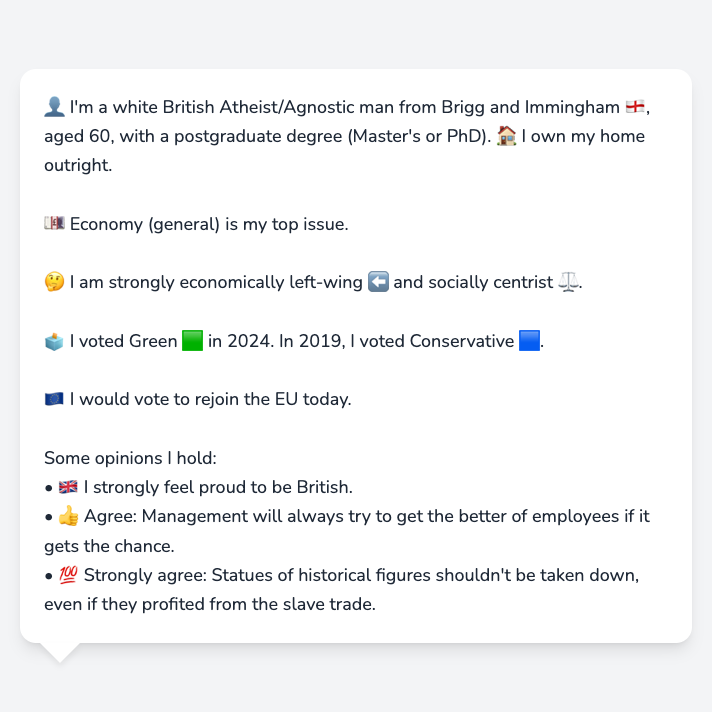 👤 I'm a white British Atheist/Agnostic man from Brigg and Immingham 🏴󠁧󠁢󠁥󠁮󠁧󠁿,
aged 60, with a postgraduate degree (Master's or PhD). 🏠 I own my home
outright.
💷 Economy (general) is my top issue.
🤔 I am strongly economically left-wing ⬅️ and socially centrist ⚖️.
🗳️ I voted Green 🟩 in 2024. In 2019, I voted Conservative 🟦.
🇪🇺 I would vote to rejoin the EU today.
Some opinions I hold:
• 🇬🇧 I strongly feel proud to be British.
• 👍 Agree: Management will always try to get the better of employees if it
gets the chance.
• 💯 Strongly agree: Statues of historical figures shouldn't be taken down,
even if they profited from the slave trade.